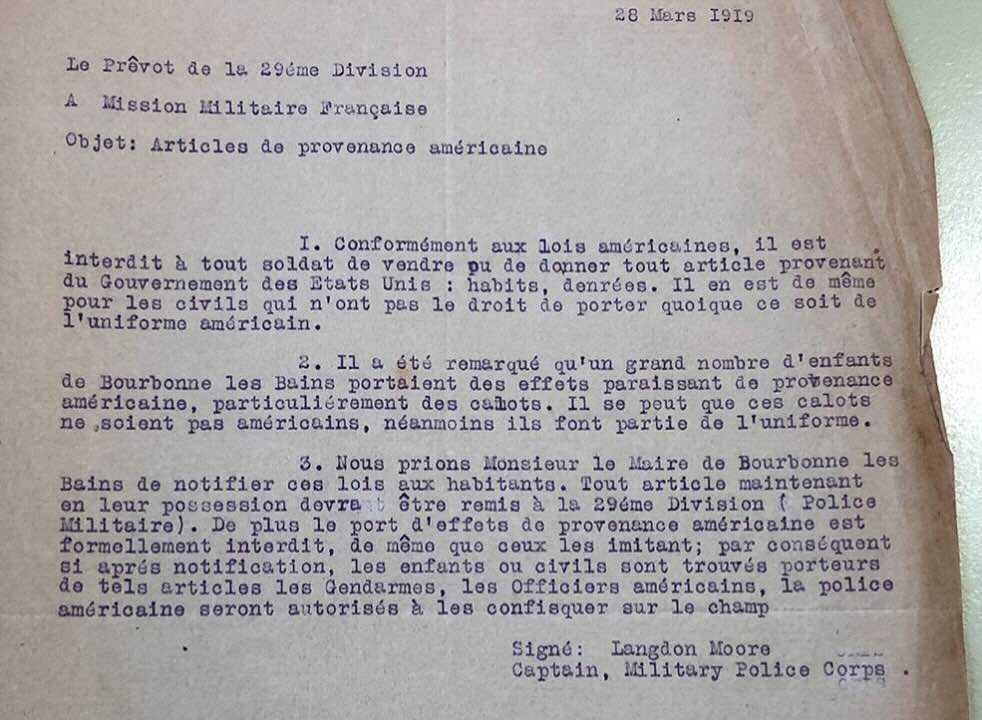 28 Mars I9I9
Le Prêvot de la 29éme Division
A Mission Militaire Française
Objet: Articles de provenance américaine
I. Conformément aux lois américaines, il est
interdit à tout soldat de vendre pu de donner tout article provenant
du Gouvernement des Etats Unis : habits, denrées. Il en est de même
pour les civils qui n'ont pas le droit de porter quoique ce soit de
l'uniforme américain.
2. Il a été remarqué qu'un grand nombre d'enfants
de Bourbonne les Bains portaient des effets paraissant de provenance
américaine, particuliérement des calots. Il se peut que ces calots
ne soient pas américains, néanmoins ils font partie de l'uniforme.
3. Nous prions Monsieur le Maire de Bourbonne les
Bains de notifier ces lois aux habitants. Tout article maintenant
en leur possession devra être remis à la 29éme Division ( Police
Militaire). De plus le port d'effets de provenance américaine est
formellement interdit, de même que ceux les imitant; par conséquent
si aprés notification, les enfants ou civils sont trouvés porteurs
de tels articles les Gendarmes, les Officiers américains, la police
américaine seront autorisés à les confisquer sur le champ
Signé: Langdon Moore
Captain, Military Police Corps .